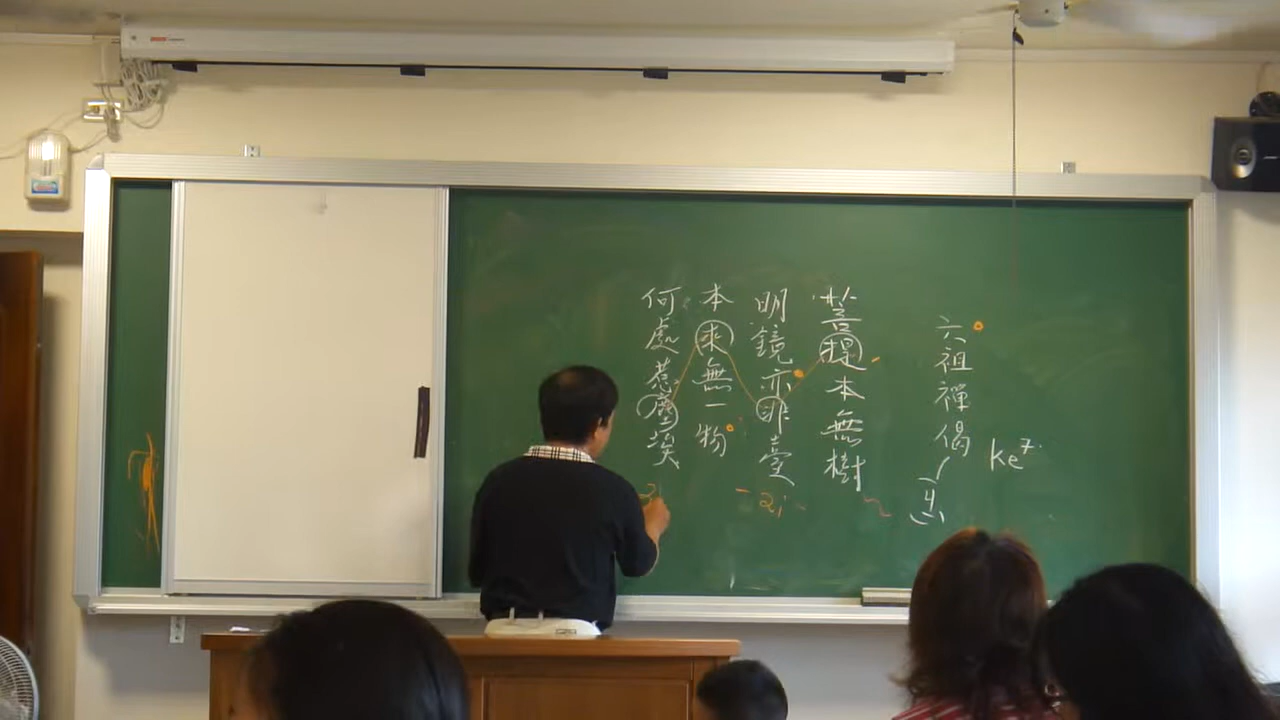 六祖禪偈
ke7
菩提本無樹
明鏡亦非臺
本來無一物
何處惹塵埃